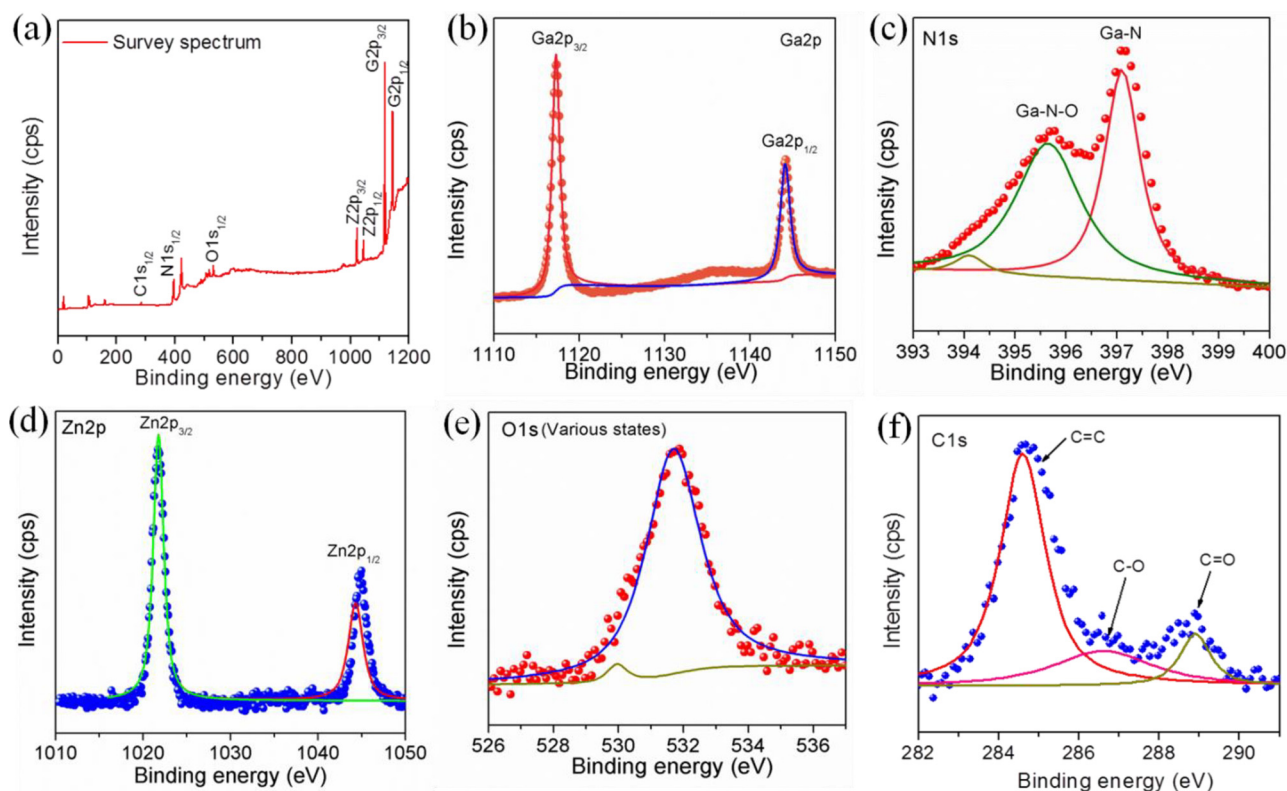 (a)
Survey spectrum
C1s₁/₂
N1s₁/₂
O1s₁/₂
Z2p₃/₂
Z2p₁/₂
G2p₃/₂
G2p₁/₂
Intensity (cps)
0 200 400 600 800 1000 1200
Binding energy (eV)
(b)
Ga2p₃/₂
Ga2p
Ga2p₁/₂
Intensity (cps)
1110 1120 1130 1140 1150
Binding energy (eV)
(c)
N1s
Ga-N
Ga-N-O
Intensity (cps)
393 394 395 396 397 398 399 400
Binding energy (eV)
(d)
Zn2p
Zn2p₃/₂
Zn2p₁/₂
Intensity (cps)
1010 1020 1030 1040 1050
Binding energy (eV)
(e)
O1s (Various states)
Intensity (cps)
526 528 530 532 534 536
Binding energy (eV)
(f)
C1s
C=C
C-O
C=O
Intensity (cps)
282 284 286 288 290
Binding energy (eV)